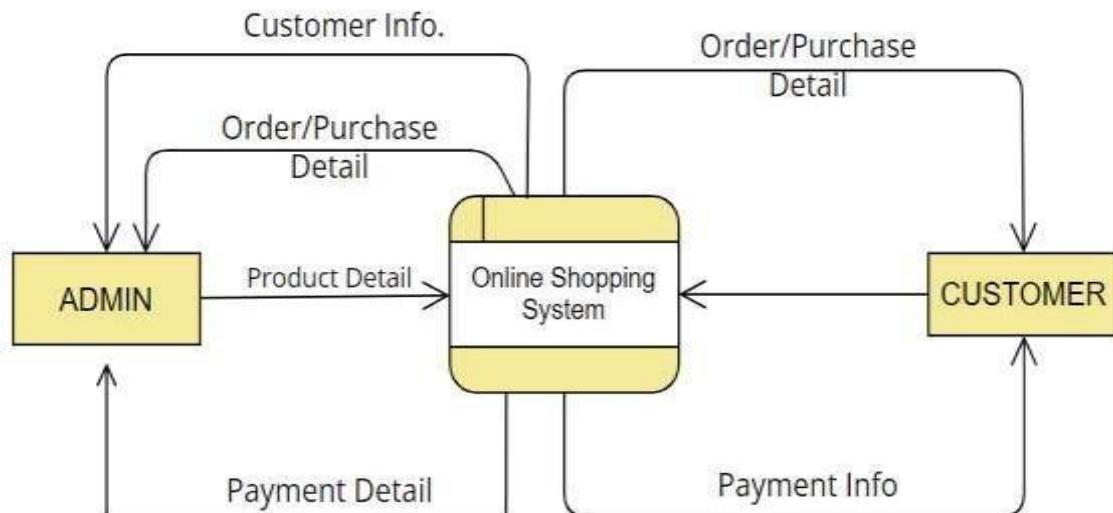 Customer Info.
Order/Purchase
Detail
Order/Purchase
Detail
ADMIN
Product Detail
Online Shopping
System
CUSTOMER
Payment Detail
Payment Info